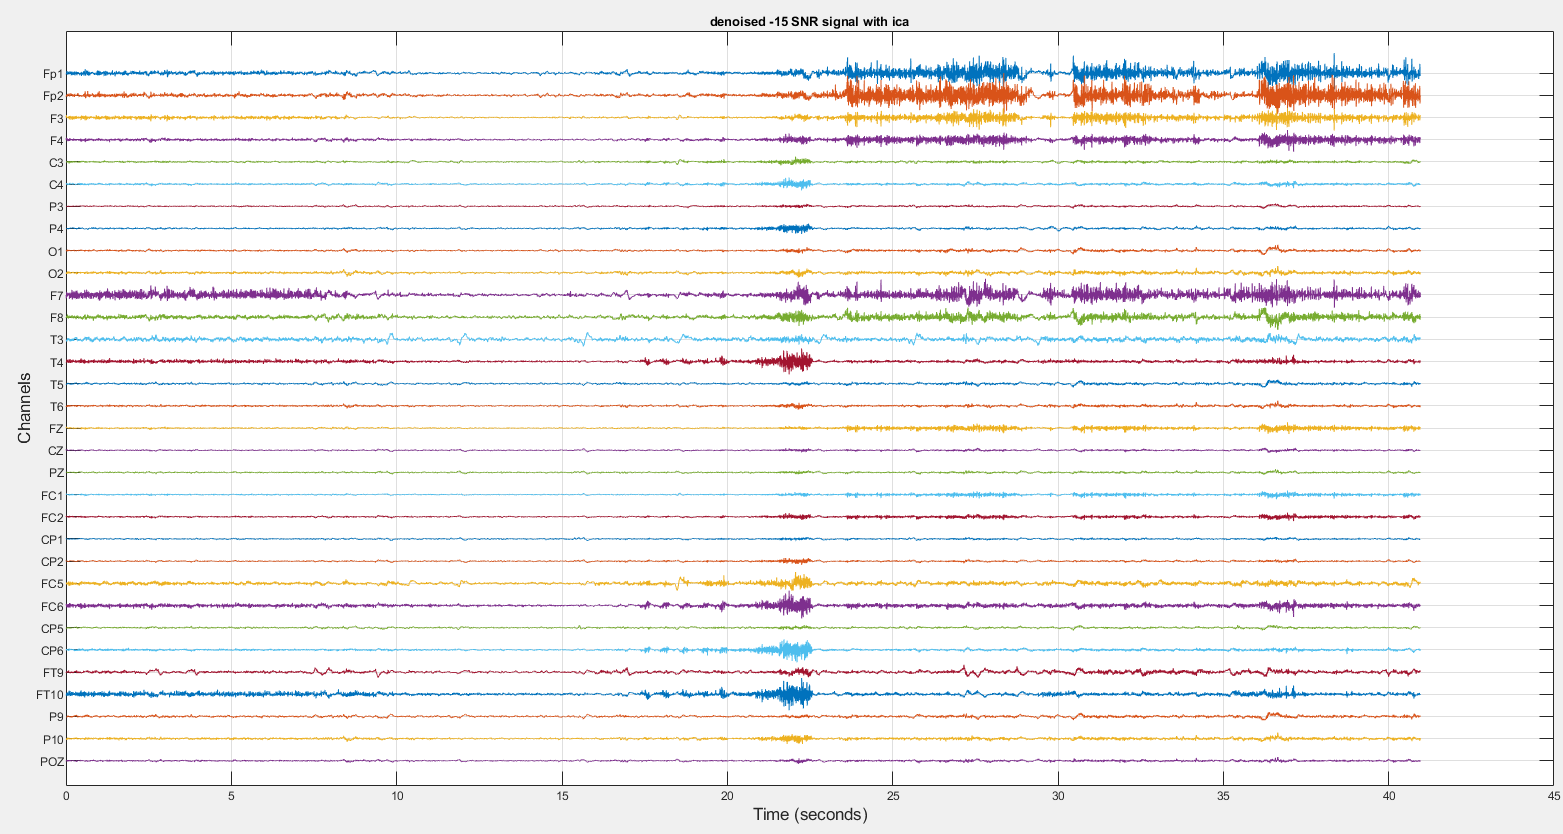 denoised -15 SNR signal with ica
Channels
Fp1
Fp2
F3
F4
C3
C4
P3
P4
O1
O2
F7
F8
T3
T4
T5
T6
FZ
CZ
PZ
FC1
FC2
CP1
CP2
FC5
FC6
CP5
CP6
FT9
FT10
P9
P10
POZ
0 5 10 15 20 25 30 35 40 45
Time (seconds)